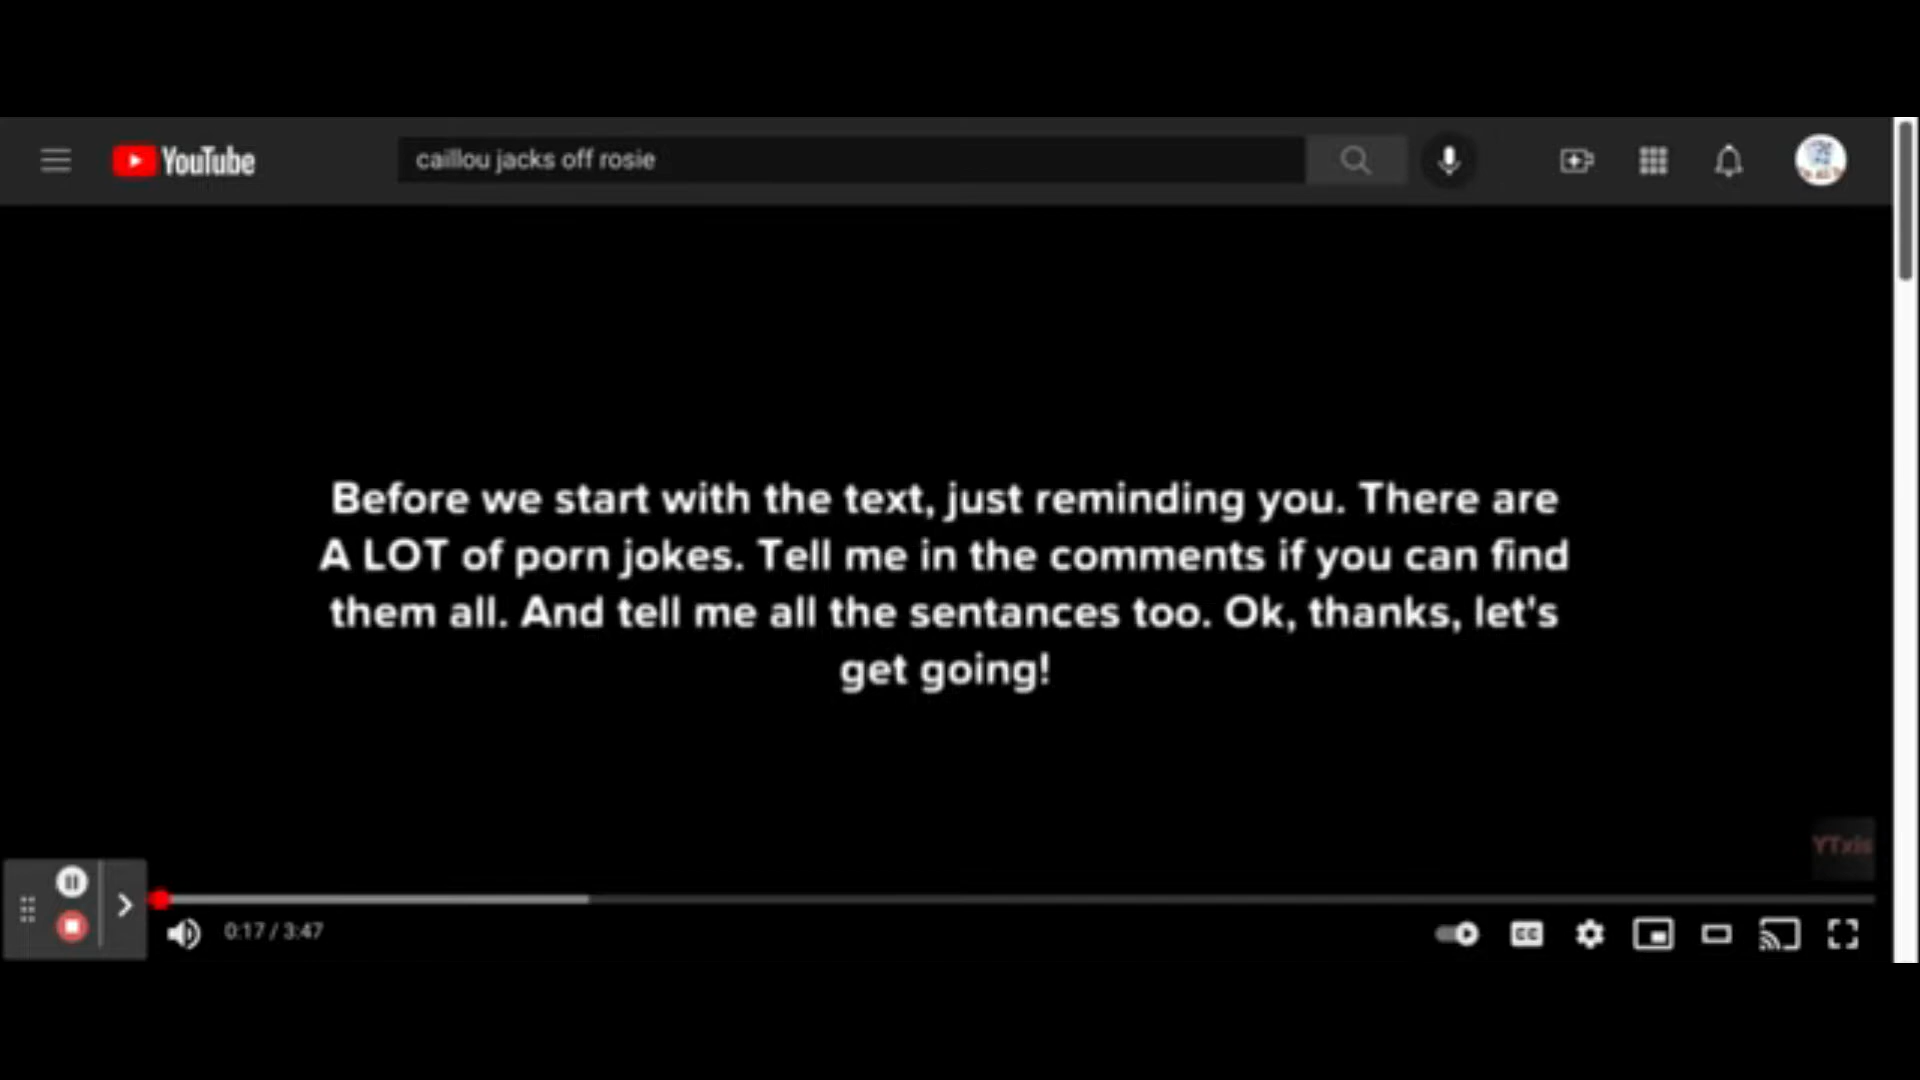 YouTube
caillou jacks off rosie
Before we start with the text, just reminding you. There are
A LOT of porn jokes. Tell me in the comments if you can find
them all. And tell me all the sentances too. Ok, thanks, let's
get going!
YTxis
0:17 / 3:47
CC